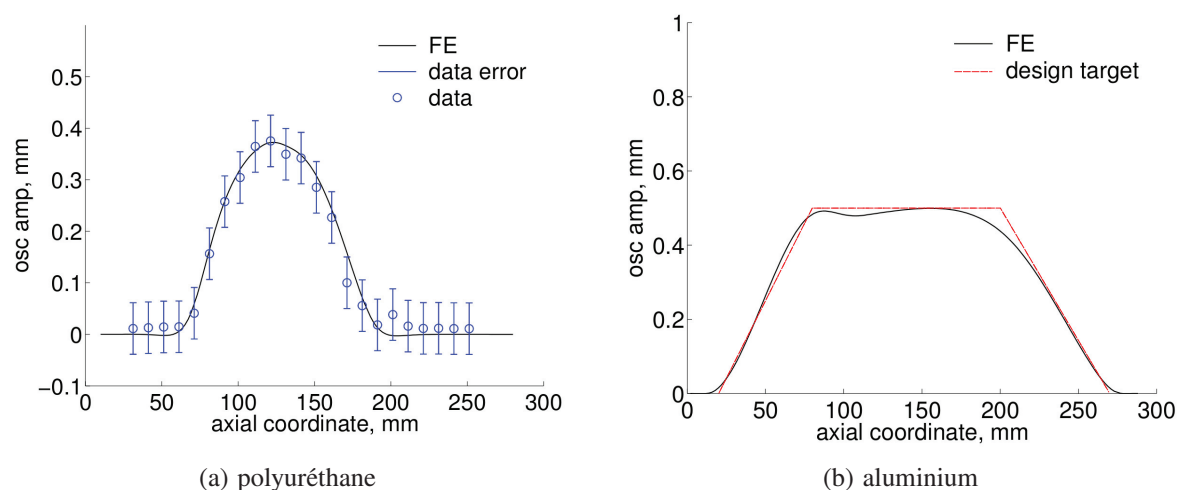 FE
data error
data
0.5
0.4
0.3
0.2
0.1
0
−0.1
osc amp, mm
0 50 100 150 200 250 300
axial coordinate, mm
(a) polyuréthane
FE
design target
1
0.8
0.6
0.4
0.2
0
osc amp, mm
0 50 100 150 200 250 300
axial coordinate, mm
(b) aluminium